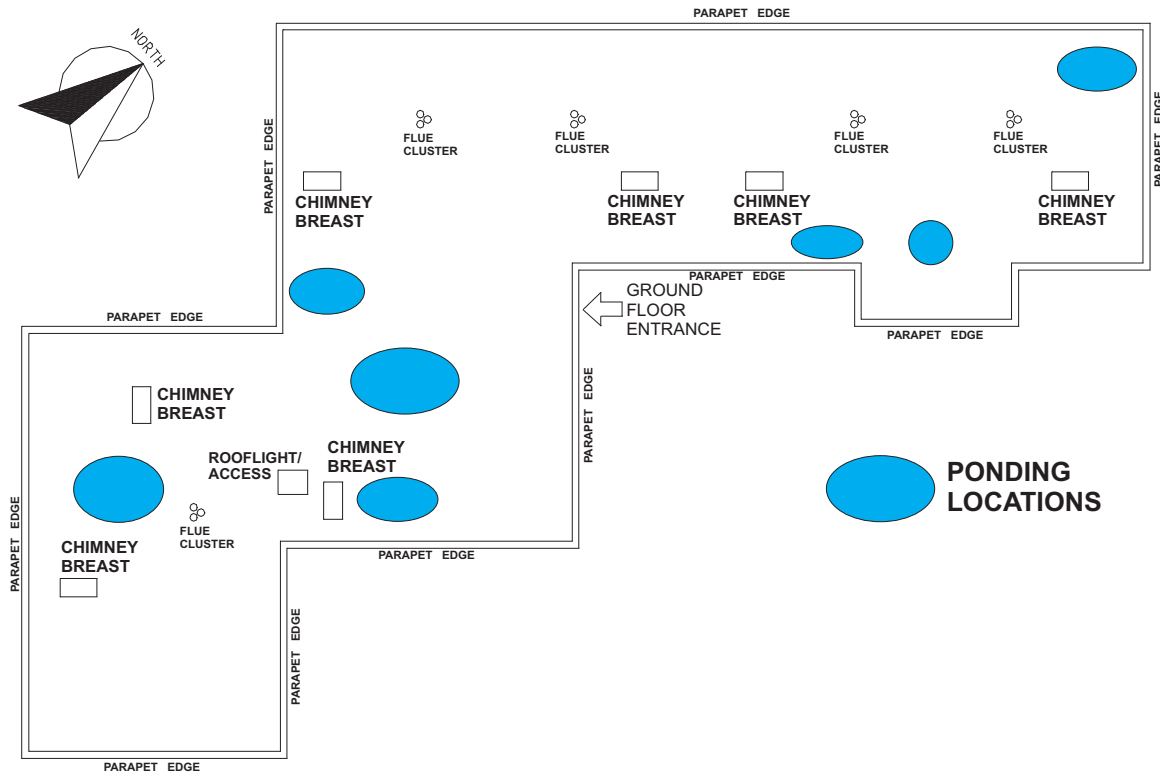 PARAPET EDGE
NORTH
PARAPET EDGE
PARAPET EDGE
FLUE
CLUSTER
FLUE
CLUSTER
FLUE
CLUSTER
FLUE
CLUSTER
CHIMNEY
BREAST
CHIMNEY
BREAST
CHIMNEY
BREAST
CHIMNEY
BREAST
PARAPET EDGE
GROUND
FLOOR
ENTRANCE
PARAPET EDGE
PARAPET EDGE
PARAPET EDGE
CHIMNEY
BREAST
ROOFLIGHT/
ACCESS
CHIMNEY
BREAST
PONDING
LOCATIONS
PARAPET EDGE
FLUE
CLUSTER
CHIMNEY
BREAST
PARAPET EDGE
PARAPET EDGE
PARAPET EDGE